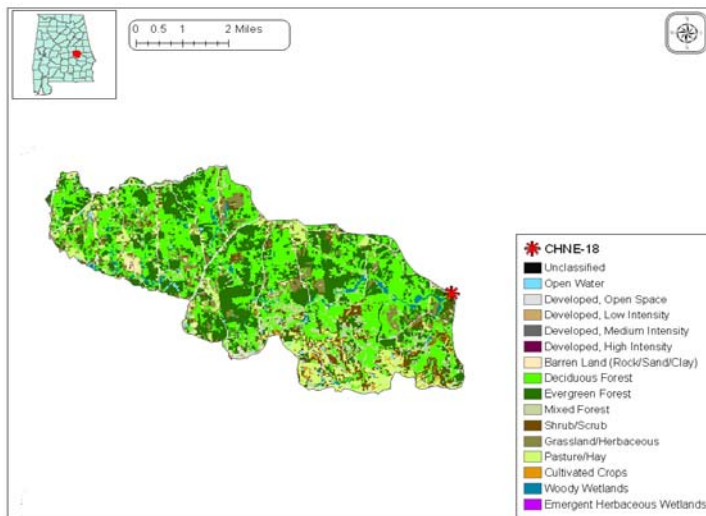 0 0.5 1 2 Miles
CHNE-18
Unclassified
Open Water
Developed, Open Space
Developed, Low Intensity
Developed, Medium Intensity
Developed, High Intensity
Barren Land (Rock/Sand/Clay)
Deciduous Forest
Evergreen Forest
Mixed Forest
Shrub/Scrub
Grassland/Herbaceous
Pasture/Hay
Cultivated Crops
Woody Wetlands
Emergent Herbaceous Wetlands